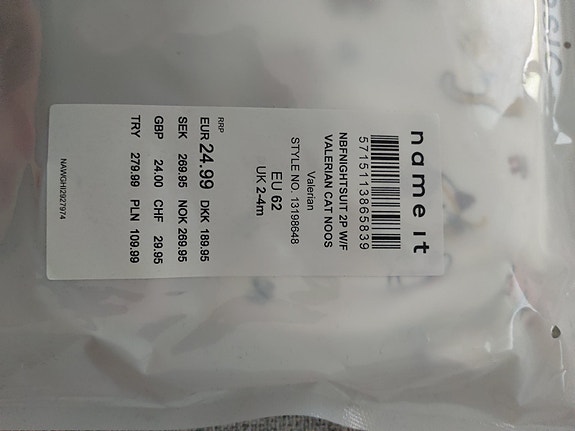 name it
5715113865839
NBFNIGHTSUIT 2P W/F
VALERIAN CAT NOOS
Valerian
STYLE NO. 13198648
EU 62
UK 2-4m
RRP
EUR 24.99 DKK 189.95
SEK 269.95 NOK 269.95
GBP 24.00 CHF 29.95
TRY 279.99 PLN 109.99
NAWGHI2927974